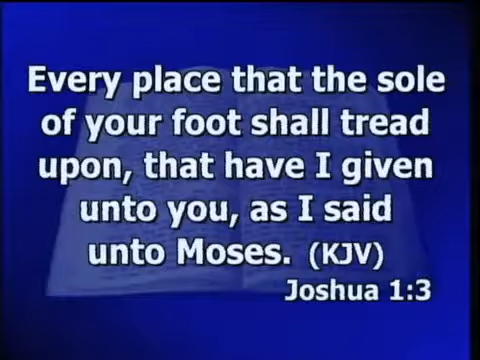 Every place that the sole
of your foot shall tread
upon, that have I given
unto you, as I said
unto Moses. (KJV)
Joshua 1:3